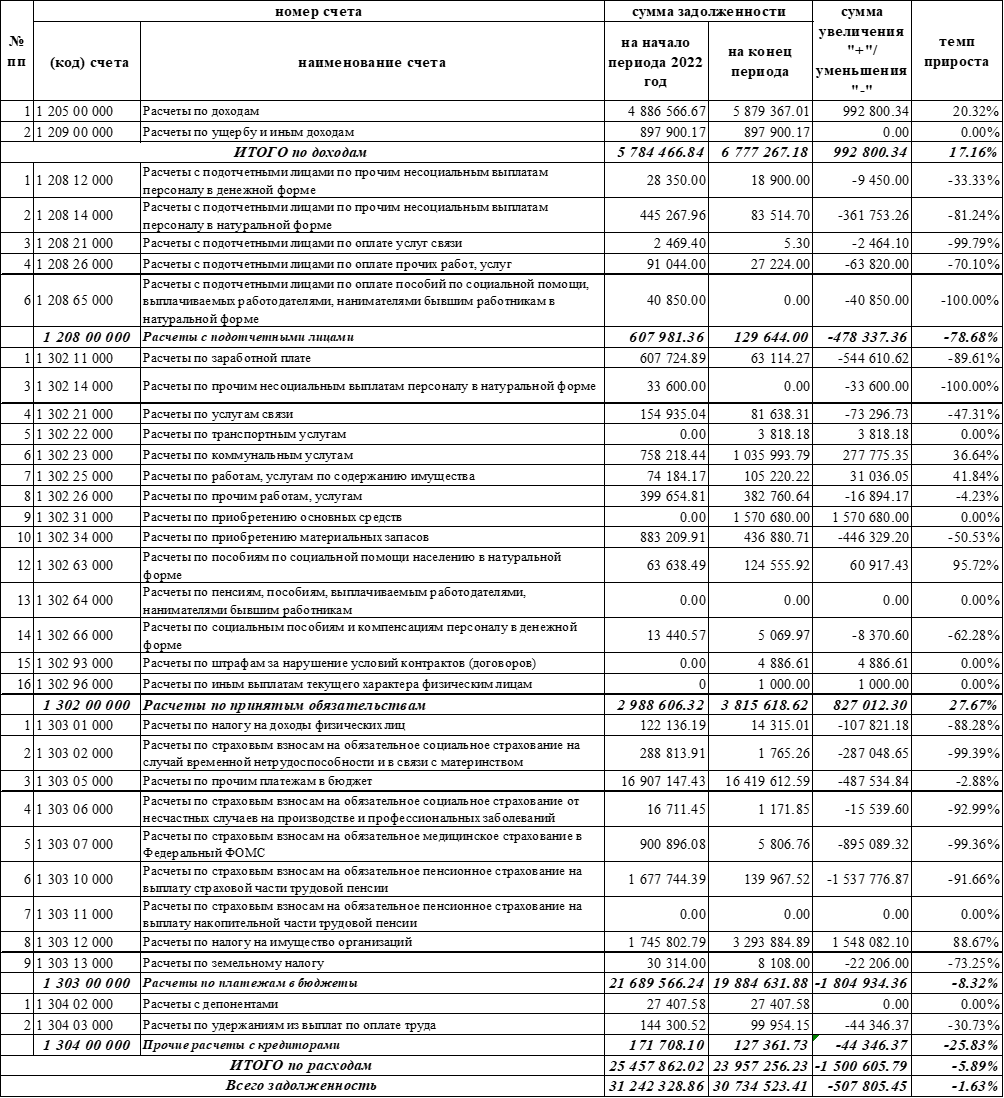 № пп номер счета сумма задолженности сумма увеличения "+"/ уменьшения "-" темп прироста
(код) счета наименование счета на начало периода 2022 год на конец периода
1 1 205 00 000 Расчеты по доходам 4 886 566.67 5 879 367.01 992 800.34 20.32%
2 1 209 00 000 Расчеты по ущербу и иным доходам 897 900.17 897 900.17 0.00 0.00%
ИТОГО по доходам 5 784 466.84 6 777 267.18 992 800.34 17.16%
1 1 208 12 000 Расчеты с подотчетными лицами по прочим несоциальным выплатам персоналу в денежной форме 28 350.00 18 900.00 -9 450.00 -33.33%
2 1 208 14 000 Расчеты с подотчетными лицами по прочим несоциальным выплатам персоналу в натуральной форме 445 267.96 83 514.70 -361 753.26 -81.24%
3 1 208 21 000 Расчеты с подотчетными лицами по оплате услуг связи 2 469.40 5.30 -2 464.10 -99.79%
4 1 208 26 000 Расчеты с подотчетными лицами по оплате прочих работ, услуг 91 044.00 27 224.00 -63 820.00 -70.10%
6 1 208 65 000 Расчеты с подотчетными лицами по оплате пособий по социальной помощи, выплачиваемых работодателями, нанимателями бывшим работникам в натуральной форме 40 850.00 0.00 -40 850.00 -100.00%
1 208 00 000 Расчеты с подотчетными лицами 607 981.36 129 644.00 -478 337.36 -78.68%
1 1 302 11 000 Расчеты по заработной плате 607 724.89 63 114.27 -544 610.62 -89.61%
3 1 302 14 000 Расчеты по прочим несоциальным выплатам персоналу в натуральной форме 33 600.00 0.00 -33 600.00 -100.00%
4 1 302 21 000 Расчеты по услугам связи 154 935.04 81 638.31 -73 296.73 -47.31%
5 1 302 22 000 Расчеты по транспортным услугам 0.00 3 818.18 3 818.18 0.00%
6 1 302 23 000 Расчеты по коммунальным услугам 758 218.44 1 035 993.79 277 775.35 36.64%
7 1 302 25 000 Расчеты по работам, услугам по содержанию имущества 74 184.17 105 220.22 31 036.05 41.84%
8 1 302 26 000 Расчеты по прочим работам, услугам 399 654.81 382 760.64 -16 894.17 -4.23%
9 1 302 31 000 Расчеты по приобретению основных средств 0.00 1 570 680.00 1 570 680.00 0.00%
10 1 302 34 000 Расчеты по приобретению материальных запасов 883 209.91 436 880.71 -446 329.20 -50.53%
12 1 302 63 000 Расчеты по пособиям по социальной помощи населению в натуральной форме 63 638.49 124 555.92 60 917.43 95.72%
13 1 302 64 000 Расчеты по пенсиям, пособиям, выплачиваемым работодателями, нанимателями бывшим работникам 0.00 0.00 0.00 0.00%
14 1 302 66 000 Расчеты по социальным пособиям и компенсациям персоналу в денежной форме 13 440.57 5 069.97 -8 370.60 -62.28%
15 1 302 93 000 Расчеты по штрафам за нарушение условий контрактов (договоров) 0.00 4 886.61 4 886.61 0.00%
16 1 302 96 000 Расчеты по иным выплатам текущего характера физическим лицам 0 1 000.00 1 000.00 0.00%
1 302 00 000 Расчеты по принятым обязательствам 2 988 606.32 3 815 618.62 827 012.30 27.67%
1 1 303 01 000 Расчеты по налогу на доходы физических лиц 122 136.19 14 315.01 -107 821.18 -88.28%
2 1 303 02 000 Расчеты по страховым взносам на обязательное социальное страхование на случай временной нетрудоспособности и в связи с материнством 288 813.91 1 765.26 -287 048.65 -99.39%
3 1 303 05 000 Расчеты по прочим платежам в бюджет 16 907 147.43 16 419 612.59 -487 534.84 -2.88%
4 1 303 06 000 Расчеты по страховым взносам на обязательное социальное страхование от несчастных случаев на производстве и профессиональных заболеваний 16 711.45 1 171.85 -15 539.60 -92.99%
5 1 303 07 000 Расчеты по страховым взносам на обязательное медицинское страхование в Федеральный ФОМС 900 896.08 5 806.76 -895 089.32 -99.36%
6 1 303 10 000 Расчеты по страховым взносам на обязательное пенсионное страхование на выплату страховой части трудовой пенсии 1 677 744.39 139 967.52 -1 537 776.87 -91.66%
7 1 303 11 000 Расчеты по страховым взносам на обязательное пенсионное страхование на выплату накопительной части трудовой пенсии 0.00 0.00 0.00 0.00%
8 1 303 12 000 Расчеты по налогу на имущество организаций 1 745 802.79 3 293 884.89 1 548 082.10 88.67%
9 1 303 13 000 Расчеты по земельному налогу 30 314.00 8 108.00 -22 206.00 -73.25%
1 303 00 000 Расчеты по платежам в бюджеты 21 689 566.24 19 884 631.88 -1 804 934.36 -8.32%
1 1 304 02 000 Расчеты с депонентами 27 407.58 27 407.58 0.00 0.00%
2 1 304 03 000 Расчеты по удержаниям из выплат по оплате труда 144 300.52 99 954.15 -44 346.37 -30.73%
1 304 00 000 Прочие расчеты с кредиторами 171 708.10 127 361.73 -44 346.37 -25.83%
ИТОГО по расходам 25 457 862.02 23 957 256.23 -1 500 605.79 -5.89%
Всего задолженность 31 242 328.86 30 734 523.41 -507 805.45 -1.63%